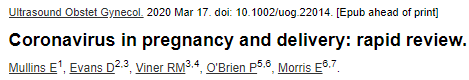 Ultrasound Obstet Gynecol. 2020 Mar 17. doi: 10.1002/uog.22014. [Epub ahead of print]
Coronavirus in pregnancy and delivery: rapid review.
Mullins E1, Evans D2,3, Viner RM3,4, O'Brien P5,6, Morris E6,7.